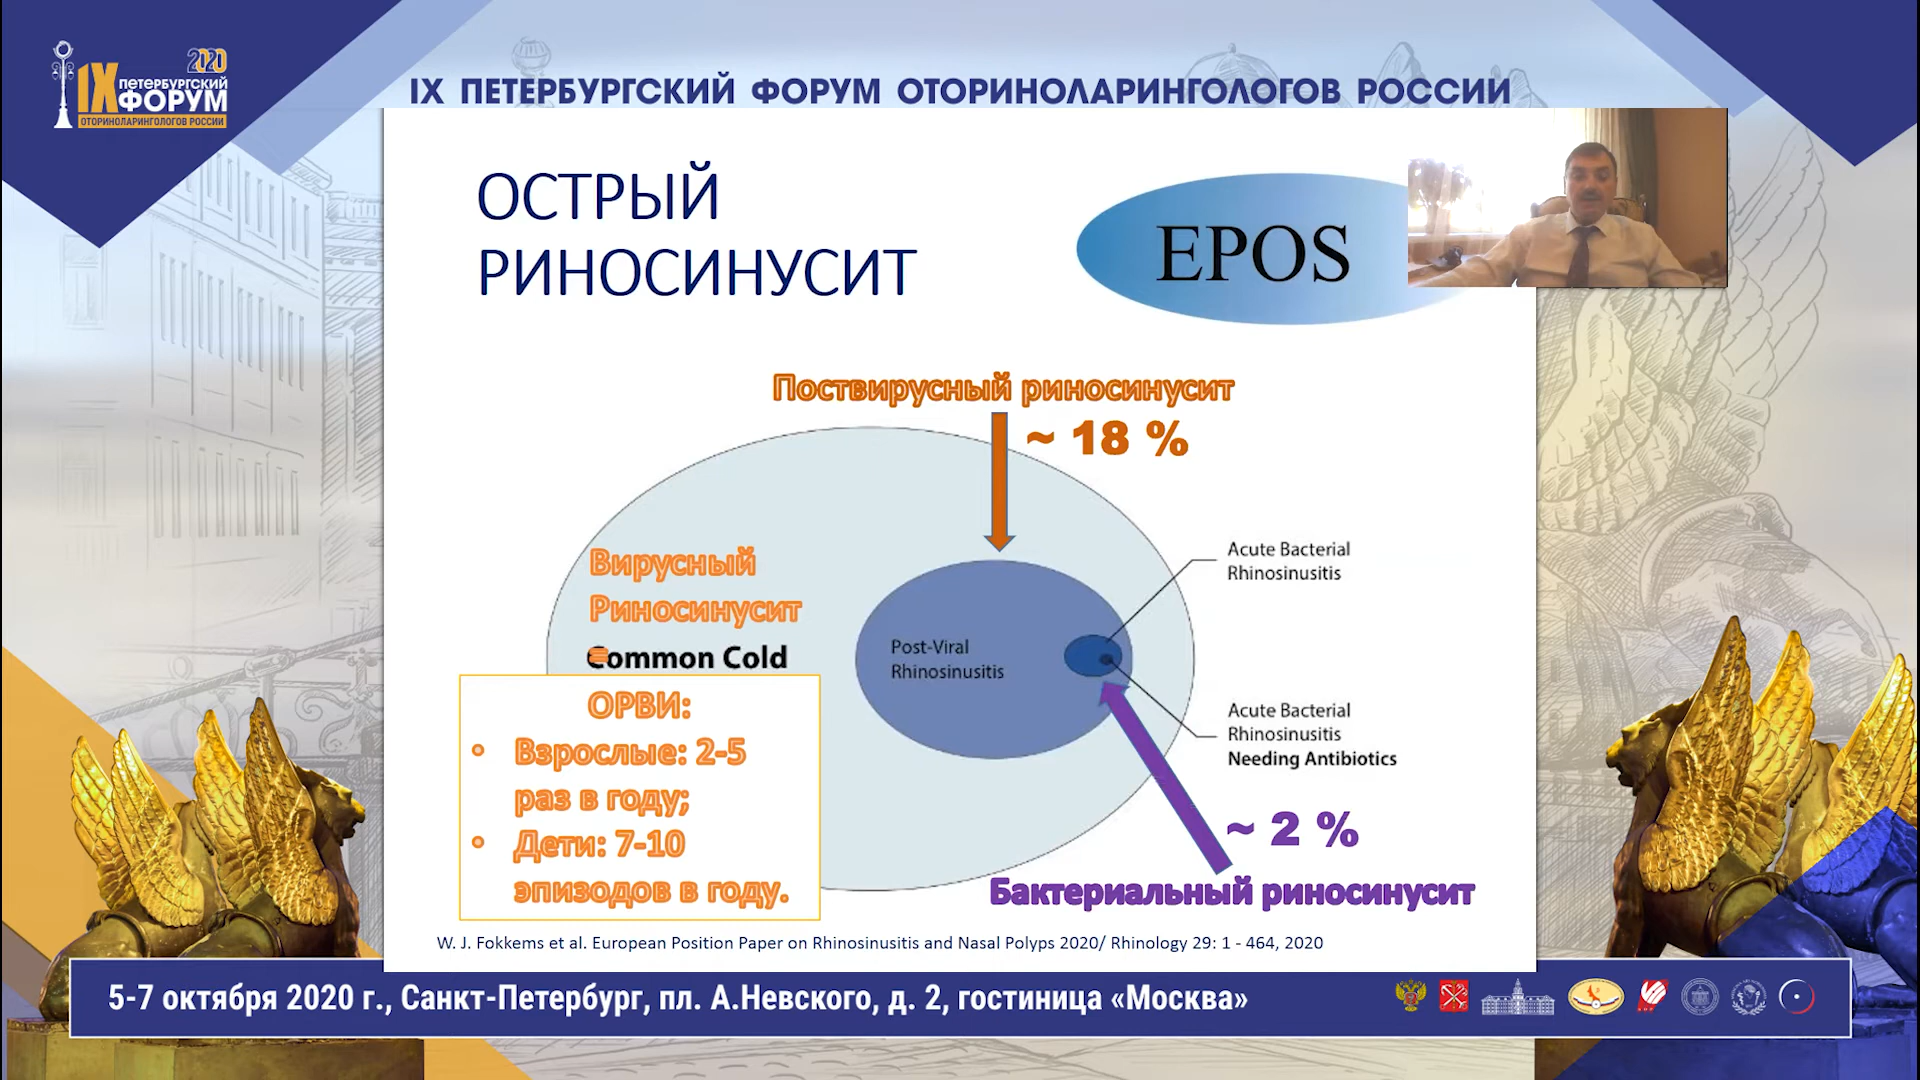 2020
IX ПЕТЕРБУРГСКИЙ
ФОРУМ
ОТОРИНОЛАРИНГОЛОГОВ РОССИИ
IX ПЕТЕРБУРГСКИЙ ФОРУМ ОТОРИНОЛАРИНГОЛОГОВ РОССИИ
ОСТРЫЙ
РИНОСИНУСИТ
EPOS
Поствирусный риносинусит
~ 18 %
Вирусный
Риносинусит
Common Cold
Post-Viral
Rhinosinusitis
Acute Bacterial
Rhinosinusitis
Acute Bacterial
Rhinosinusitis
Needing Antibiotics
ОРВИ:
• Взрослые: 2-5
раз в году;
• Дети: 7-10
эпизодов в году.
~ 2 %
Бактериальный риносинусит
W. J. Fokkems et al. European Position Paper on Rhinosinusitis and Nasal Polyps 2020/ Rhinology 29: 1 - 464, 2020
5-7 октября 2020 г., Санкт-Петербург, пл. А.Невского, д. 2, гостиница «Москва»